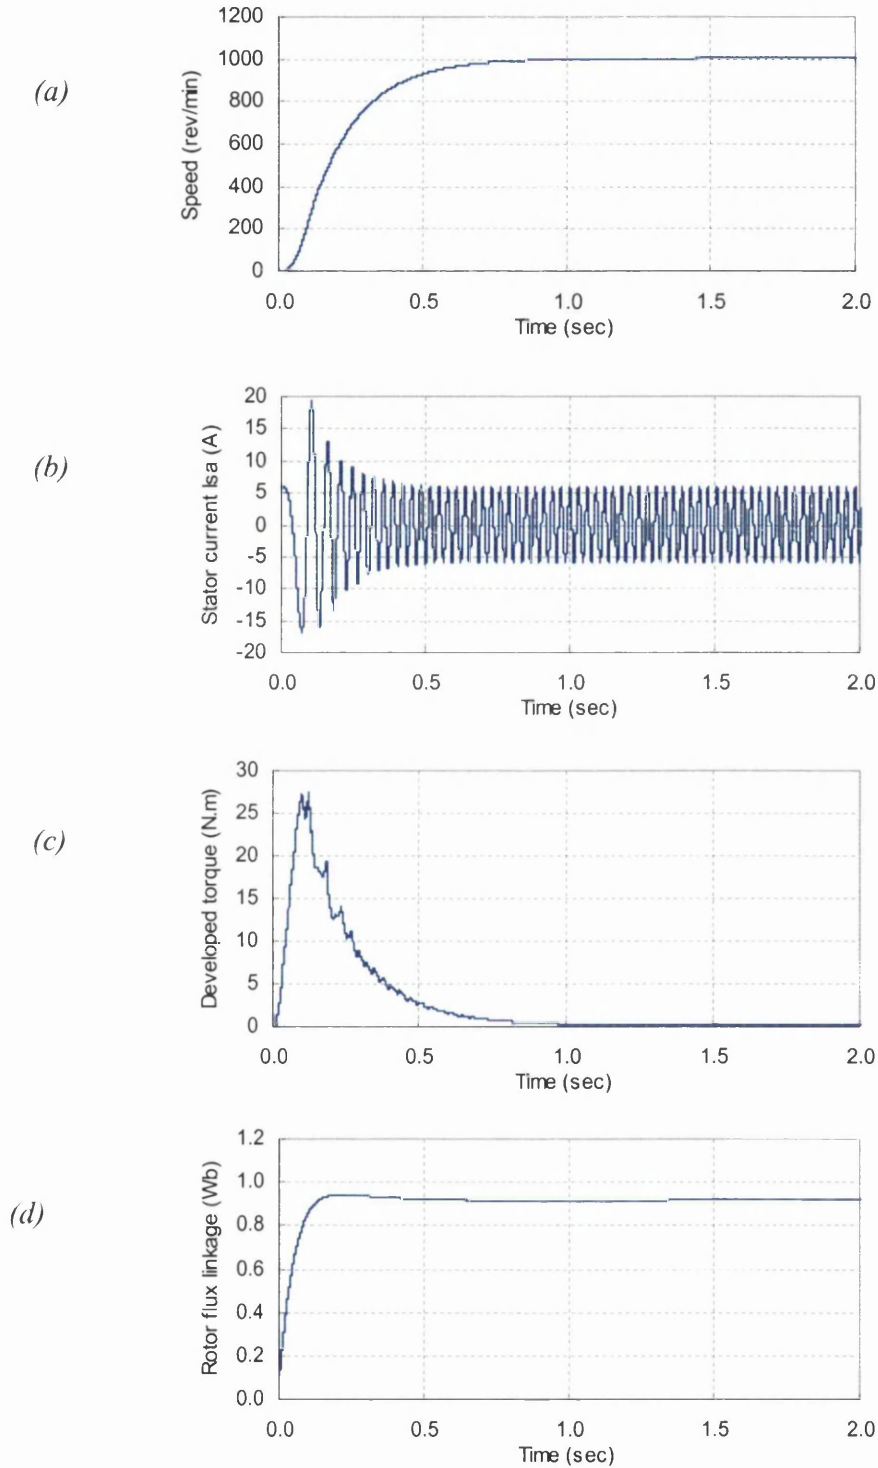 (a)
Speed (rev/min)
1200
1000
800
600
400
200
0
0.0 0.5 1.0 1.5 2.0
Time (sec)
(b)
Stator current Isa (A)
20
15
10
5
0
-5
-10
-15
-20
0.0 0.5 1.0 1.5 2.0
Time (sec)
(c)
Developed torque (N.m)
30
25
20
15
10
5
0
0.0 0.5 1.0 1.5 2.0
Time (sec)
(d)
Rotor flux linkage (Wb)
1.2
1.0
0.8
0.6
0.4
0.2
0.0
0.0 0.5 1.0 1.5 2.0
Time (sec)